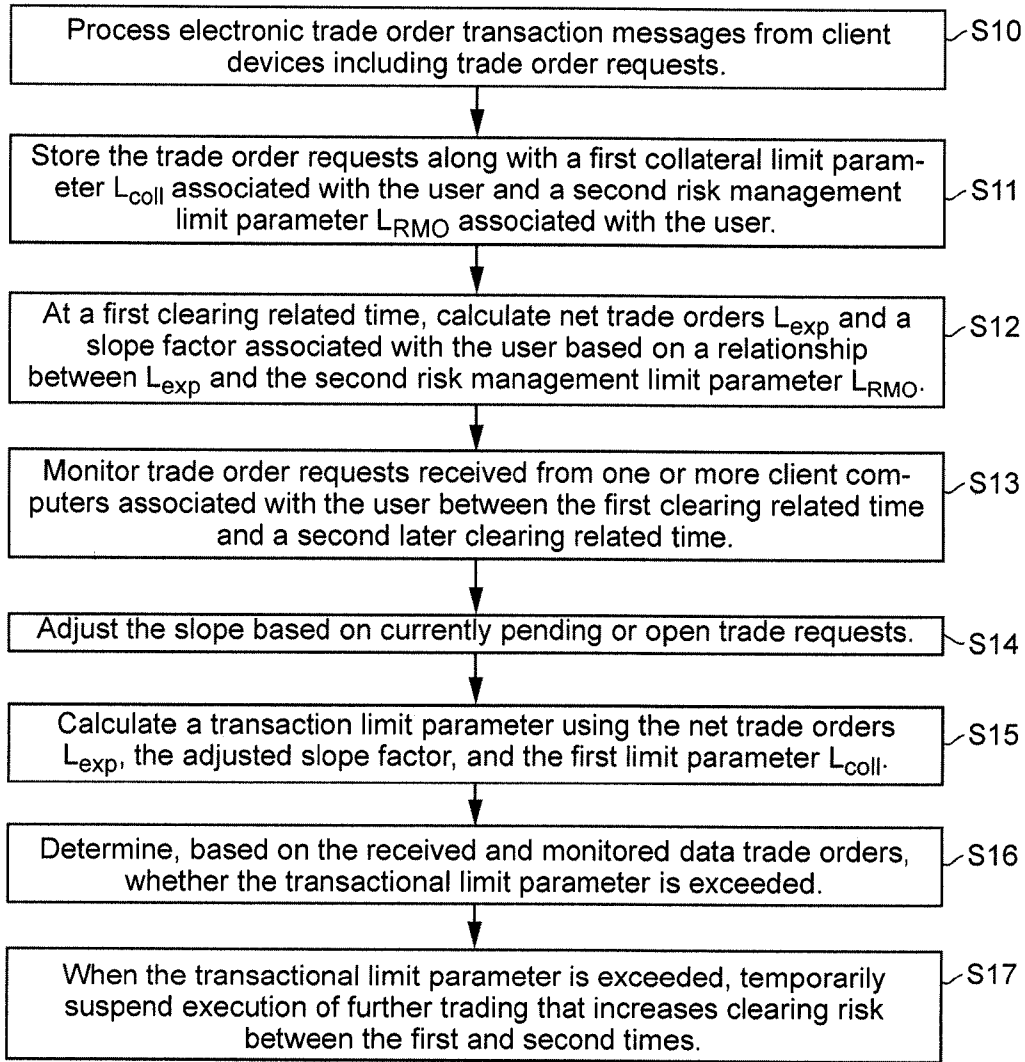 Process electronic trade order transaction messages from client
devices including trade order requests.
S10
Store the trade order requests along with a first collateral limit param-
eter Lcoll associated with the user and a second risk management
limit parameter LRMO associated with the user.
S11
At a first clearing related time, calculate net trade orders Lexp and a
slope factor associated with the user based on a relationship
between Lexp and the second risk management limit parameter LRMO.
S12
Monitor trade order requests received from one or more client com-
puters associated with the user between the first clearing related time
and a second later clearing related time.
S13
Adjust the slope based on currently pending or open trade requests.
S14
Calculate a transaction limit parameter using the net trade orders
Lexp, the adjusted slope factor, and the first limit parameter Lcoll.
S15
Determine, based on the received and monitored data trade orders,
whether the transactional limit parameter is exceeded.
S16
When the transactional limit parameter is exceeded, temporarily
suspend execution of further trading that increases clearing risk
between the first and second times.
S17